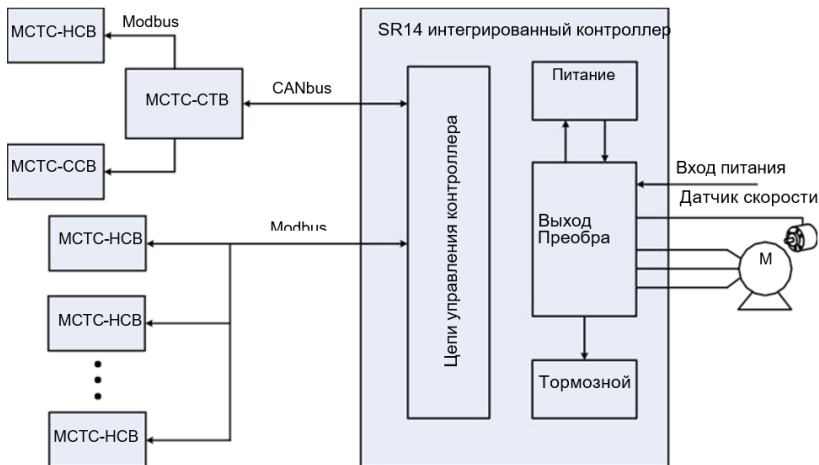 МСТС-НСВ
Modbus
SR14 интегрированный контроллер
Питание
CANbus
МСТС-СТВ
МСТС-ССВ
Цепи управления контроллера
Вход питания
Датчик скорости
Выход
Преобра
М
МСТС-НСВ
Modbus
МСТС-НСВ
МСТС-НСВ
Тормозной